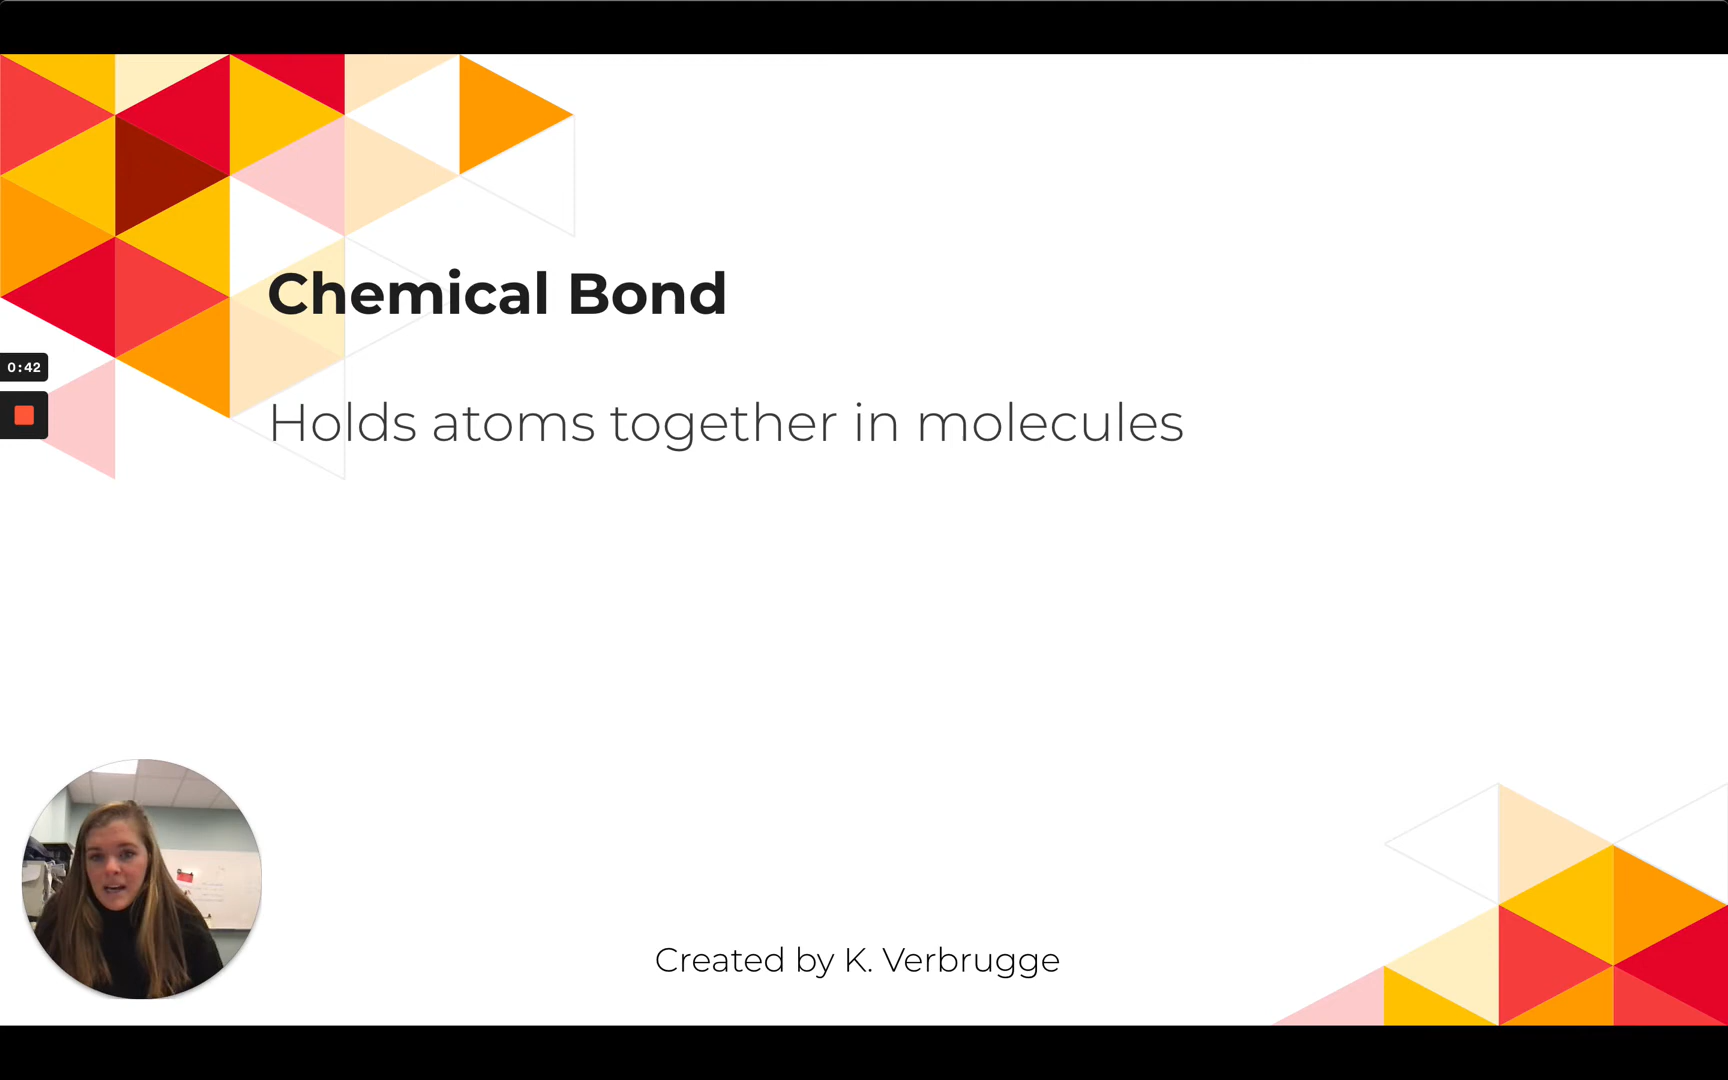 Chemical Bond
0:42
Holds atoms together in molecules
Created by K. Verbrugge